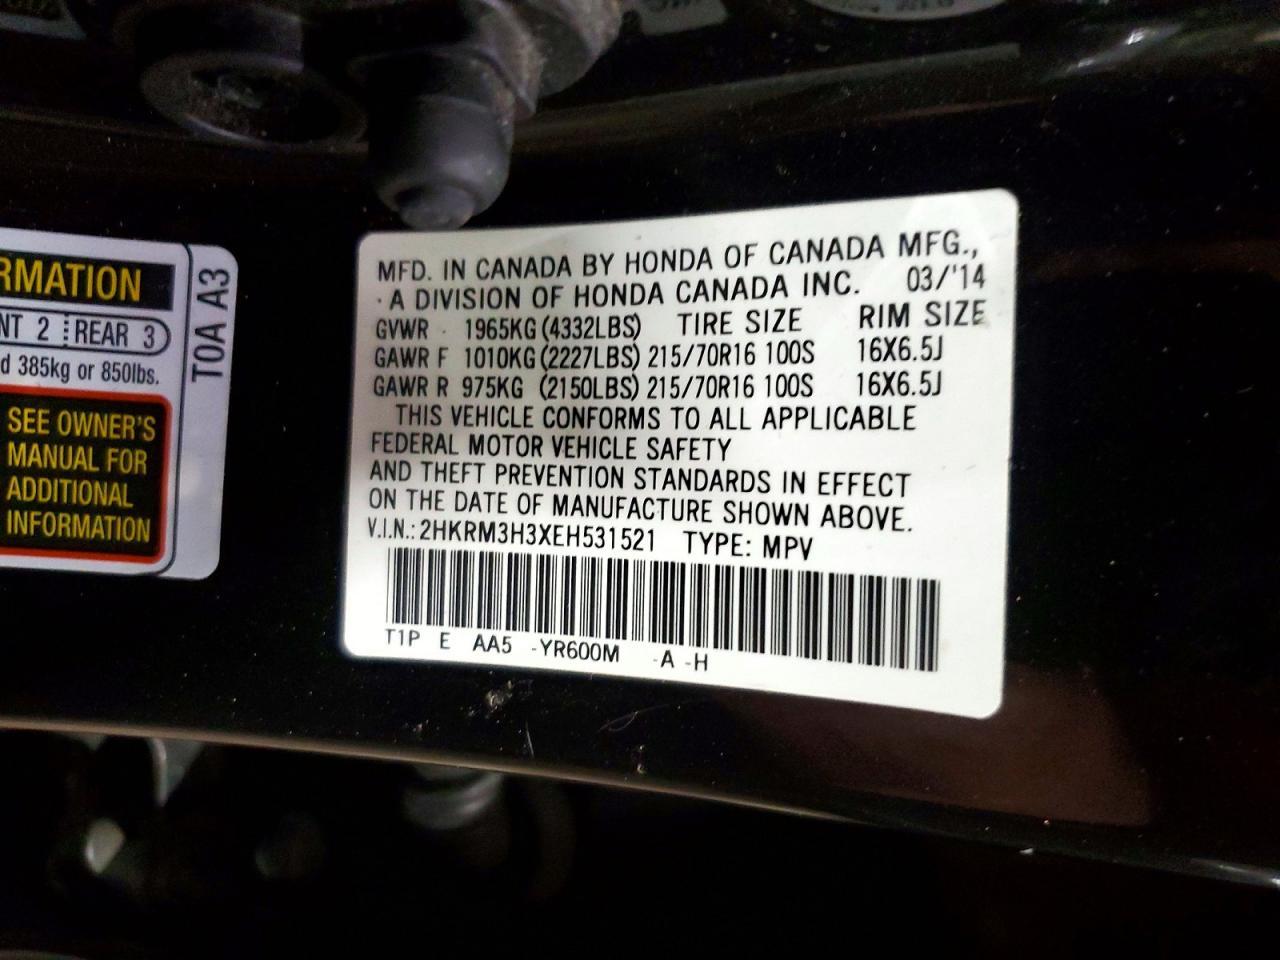 RMATION
NT 2 REAR 3
d 385kg or 850lbs.
SEE OWNER'S
MANUAL FOR
ADDITIONAL
INFORMATION
T0A A3
MFD. IN CANADA BY HONDA OF CANADA MFG.,
A DIVISION OF HONDA CANADA INC. 03/'14
GVWR 1965KG (4332LBS) TIRE SIZE RIM SIZE
GAWR F 1010KG (2227LBS) 215/70R16 100S 16X6.5J
GAWR R 975KG (2150LBS) 215/70R16 100S 16X6.5J
THIS VEHICLE CONFORMS TO ALL APPLICABLE
FEDERAL MOTOR VEHICLE SAFETY
AND THEFT PREVENTION STANDARDS IN EFFECT
ON THE DATE OF MANUFACTURE SHOWN ABOVE.
V.I.N.: 2HKRM3H3XEH531521 TYPE: MPV
T1P E AA5 -YR600M -A -H